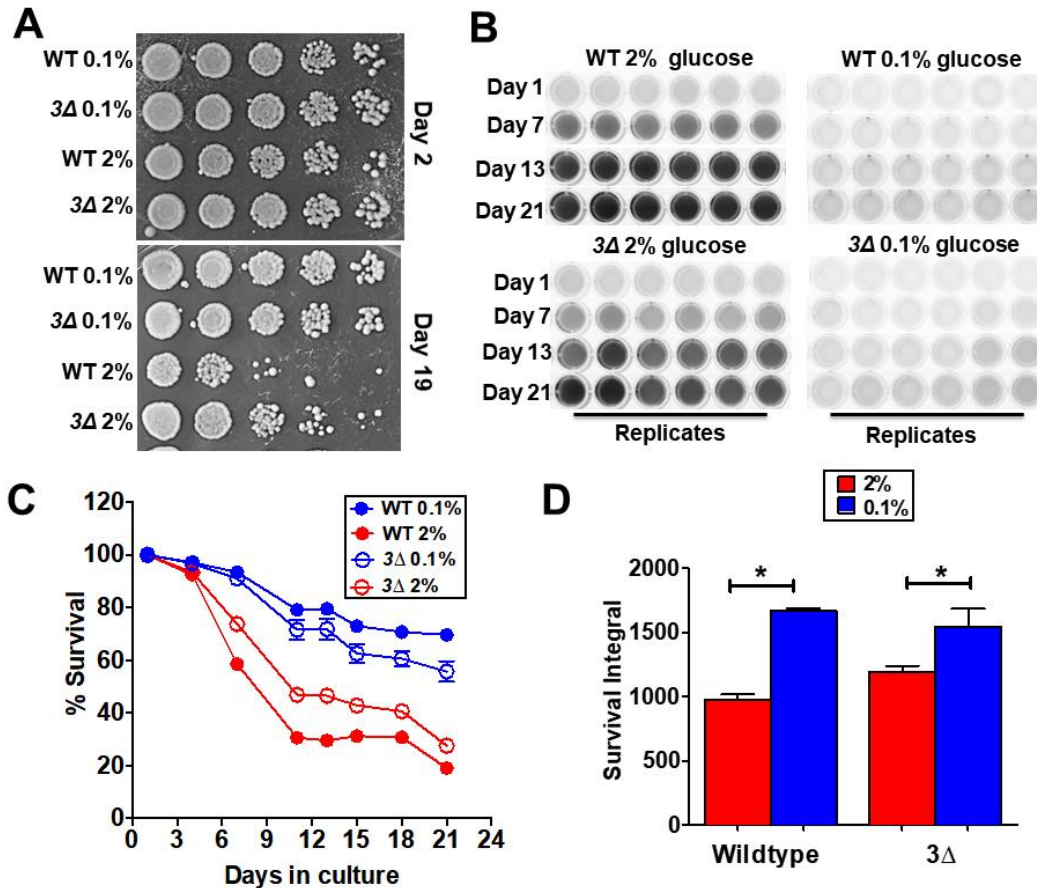 A
WT 0.1%
3Δ 0.1%
WT 2%
3Δ 2%
Day 2
WT 0.1%
3Δ 0.1%
WT 2%
3Δ 2%
Day 19
B
WT 2% glucose
WT 0.1% glucose
Day 1
Day 7
Day 13
Day 21
3Δ 2% glucose
3Δ 0.1% glucose
Day 1
Day 7
Day 13
Day 21
Replicates
Replicates
C
120
100
80
60
40
20
0
% Survival
0 3 6 9 12 15 18 21 24
Days in culture
WT 0.1%
WT 2%
3Δ 0.1%
3Δ 2%
D
2%
0.1%
2000
1500
1000
500
0
Survival Integral
*
*
Wildtype
3Δ